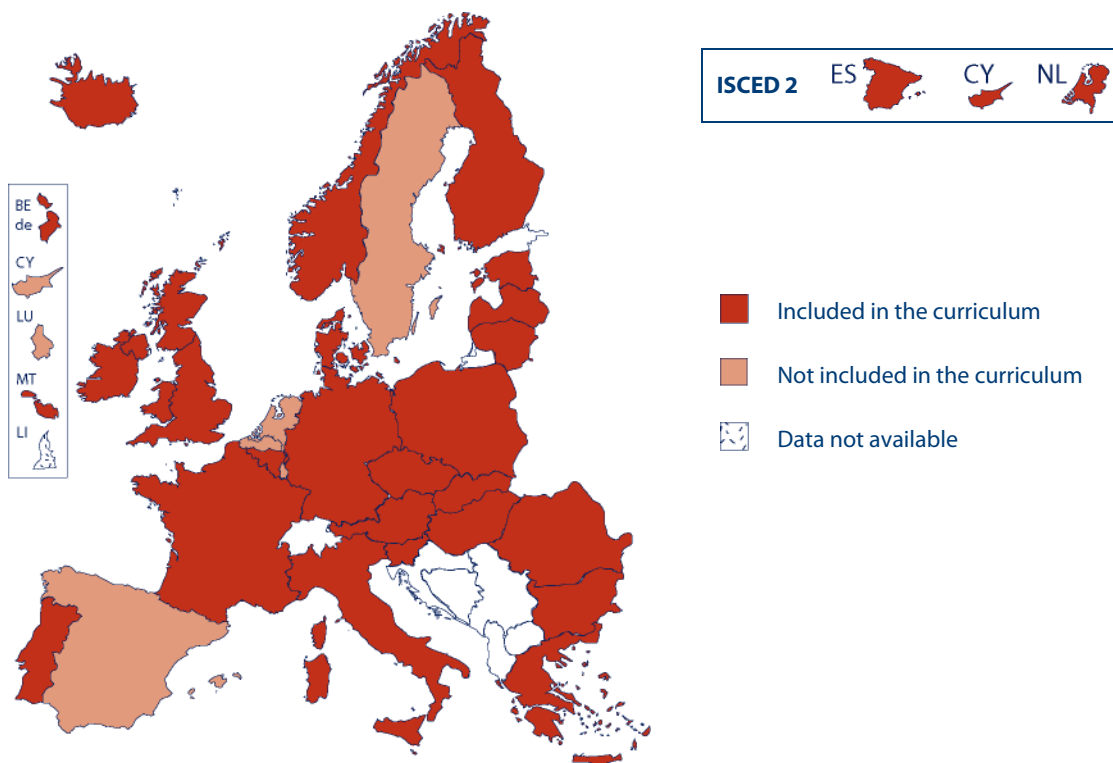 ISCED 2 ES CY NL
BE
de
CY
LU
MT
LI
Included in the curriculum
Not included in the curriculum
Data not available